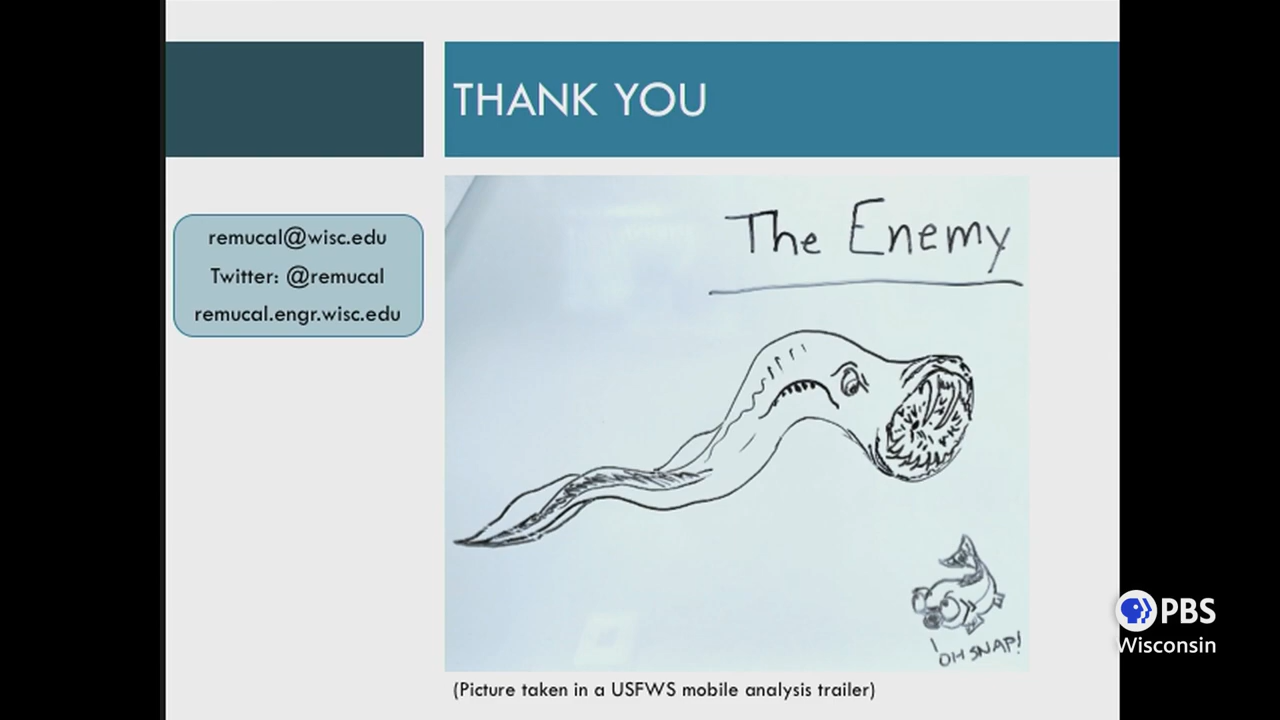 THANK YOU
remucal@wisc.edu
Twitter: @remucal
remucal.engr.wisc.edu
The Enemy
OH SNAP!
(Picture taken in a USFWS mobile analysis trailer)
PBS
Wisconsin